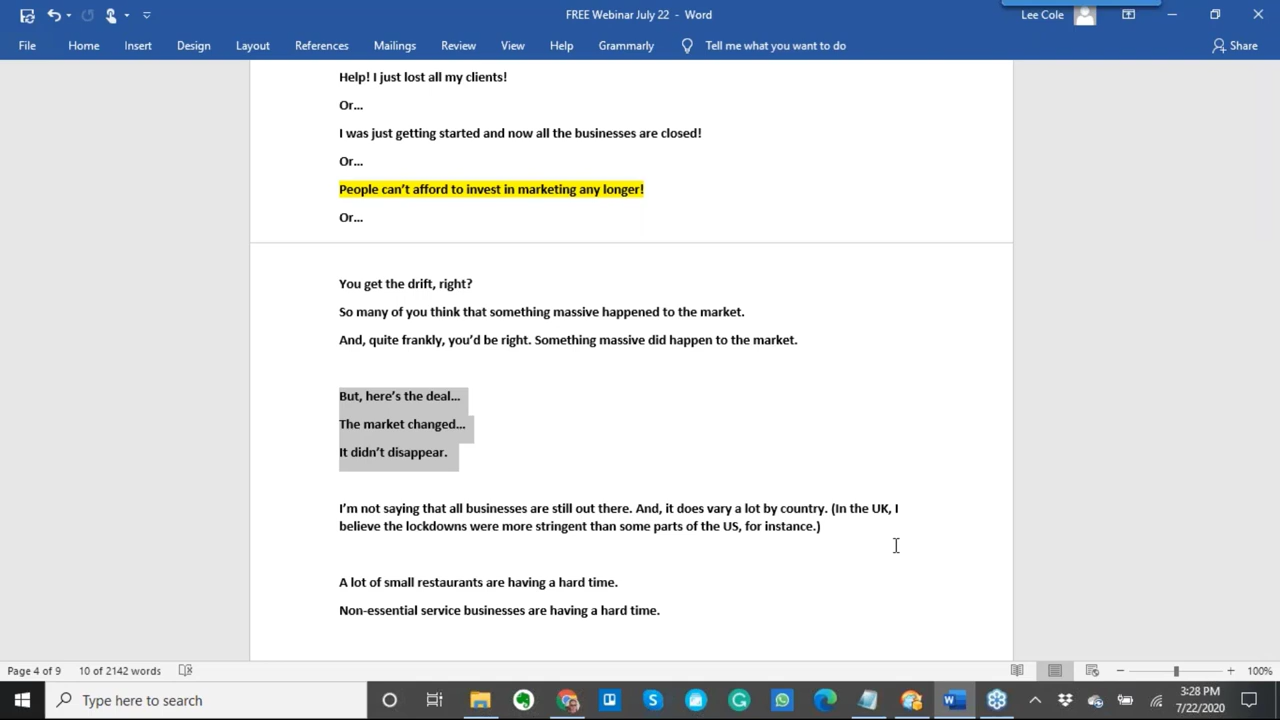 FREE Webinar July 22 - Word
Lee Cole
File Home Insert Design Layout References Mailings Review View Help Grammarly Tell me what you want to do Share
Help! I just lost all my clients!
Or…
I was just getting started and now all the businesses are closed!
Or…
People can’t afford to invest in marketing any longer!
Or…
You get the drift, right?
So many of you think that something massive happened to the market.
And, quite frankly, you’d be right. Something massive did happen to the market.
But, here’s the deal…
The market changed…
It didn’t disappear.
I’m not saying that all businesses are still out there. And, it does vary a lot by country. (In the UK, I
believe the lockdowns were more stringent than some parts of the US, for instance.)
A lot of small restaurants are having a hard time.
Non-essential service businesses are having a hard time.
Page 4 of 9 10 of 2142 words 100%
Type here to search
3:28 PM
7/22/2020